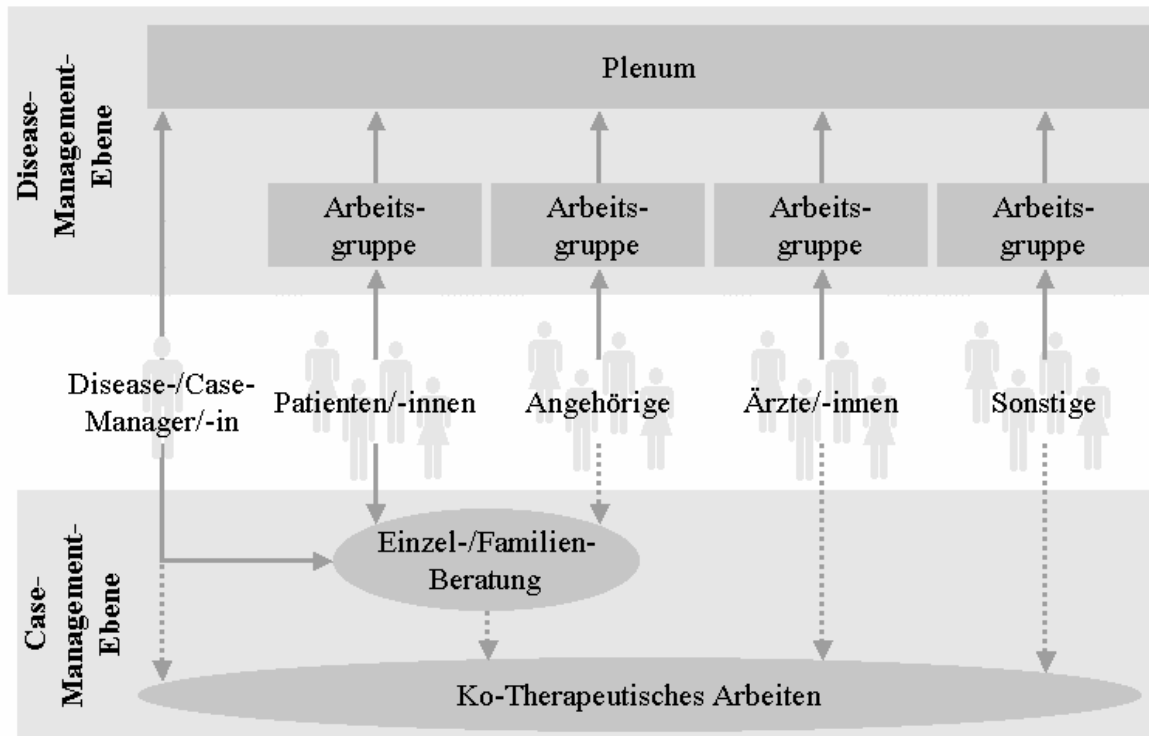 Disease-
Management-
Ebene
Plenum
Arbeits-
gruppe
Arbeits-
gruppe
Arbeits-
gruppe
Arbeits-
gruppe
Disease-/Case-
Manager/-in
Patienten/-innen
Angehörige
Ärzte/-innen
Sonstige
Case-
Management-
Ebene
Einzel-/Familien-
Beratung
Ko-Therapeutisches Arbeiten